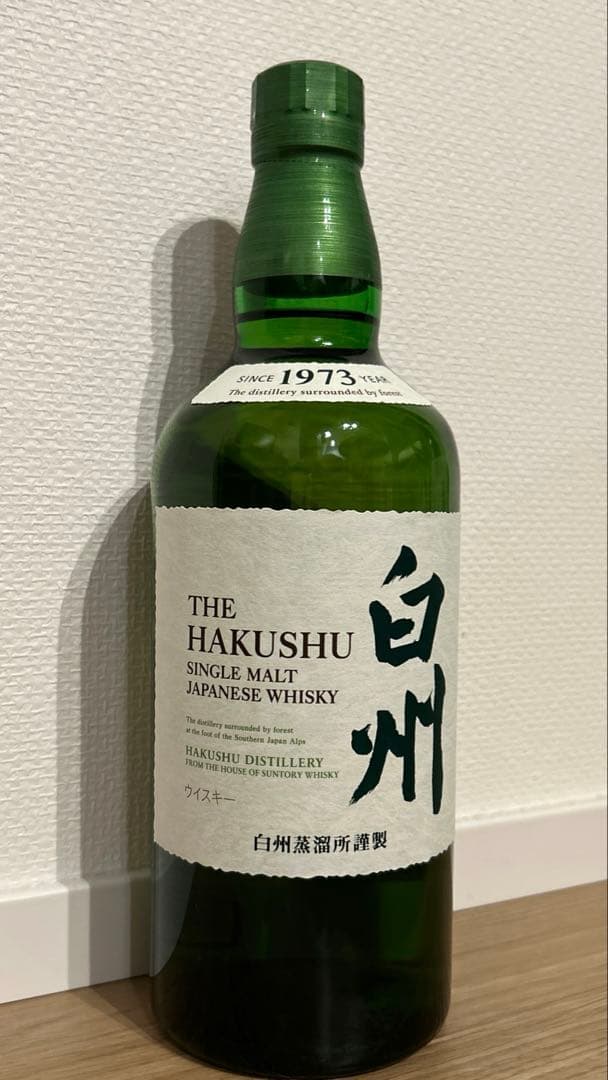 SINCE 1973 YEAR
The distillery surrounded by forest
THE
HAKUSHU
SINGLE MALT
JAPANESE WHISKY
白州
The distillery surrounded by forest
at the foot of the Southern Japan Alps
HAKUSHU DISTILLERY
FROM THE HOUSE OF SUNTORY WHISKY
ウイスキー
白州蒸溜所謹製